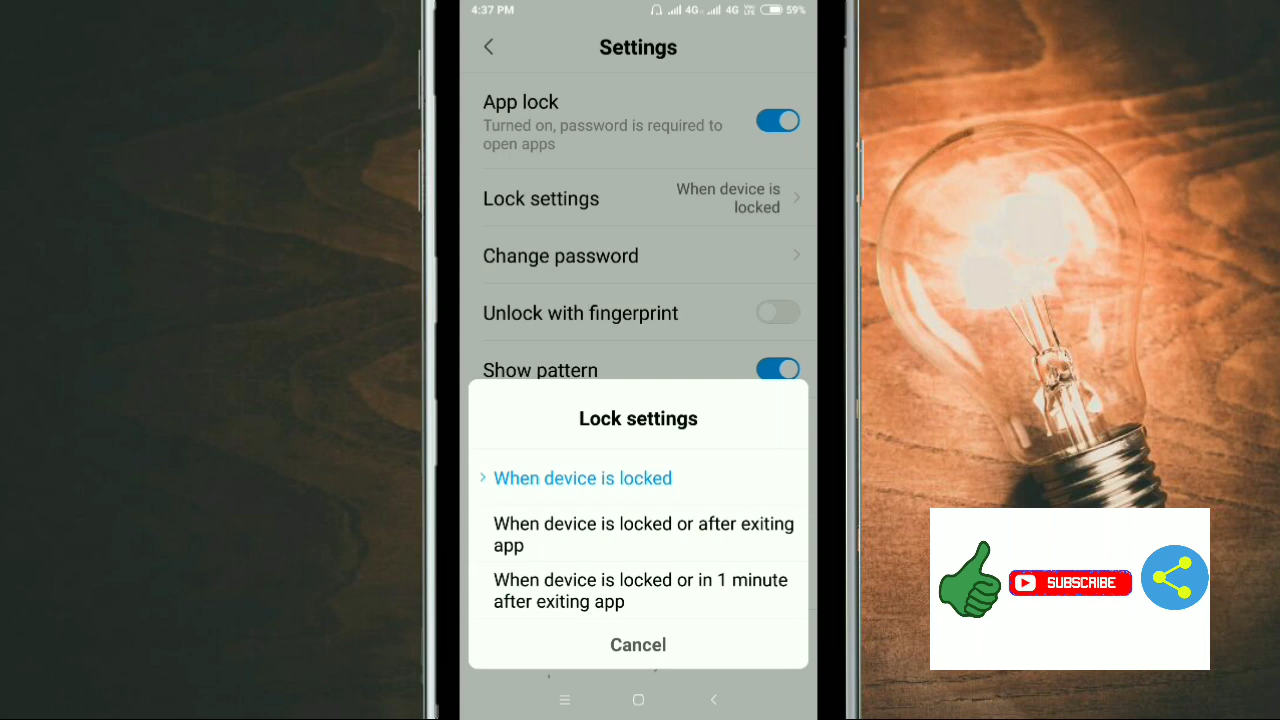 4:37 PM 4G 4G 59%
Settings
App lock
Turned on, password is required to
open apps
Lock settings When device is
locked
Change password
Unlock with fingerprint
Show pattern
Lock settings
When device is locked
When device is locked or after exiting
app
When device is locked or in 1 minute
after exiting app
Cancel
SUBSCRIBE